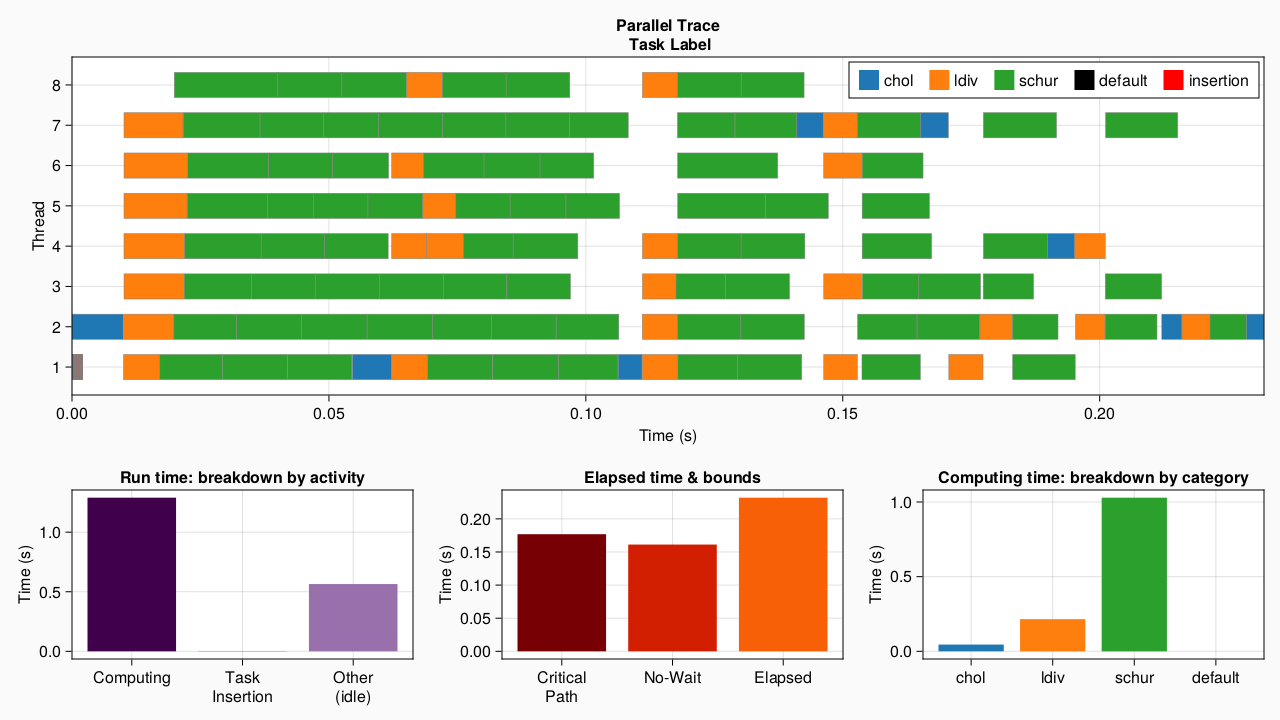 Parallel Trace
Task Label
chol ldiv schur default insertion
Thread
8
7
6
5
4
3
2
1
0.00 0.05 0.10 0.15 0.20
Time (s)
Run time: breakdown by activity
Time (s)
1.0
0.5
0.0
Computing Task Insertion Other (idle)
Elapsed time & bounds
Time (s)
0.20
0.15
0.10
0.05
0.00
Critical Path No-Wait Elapsed
Computing time: breakdown by category
Time (s)
1.0
0.5
0.0
chol ldiv schur default